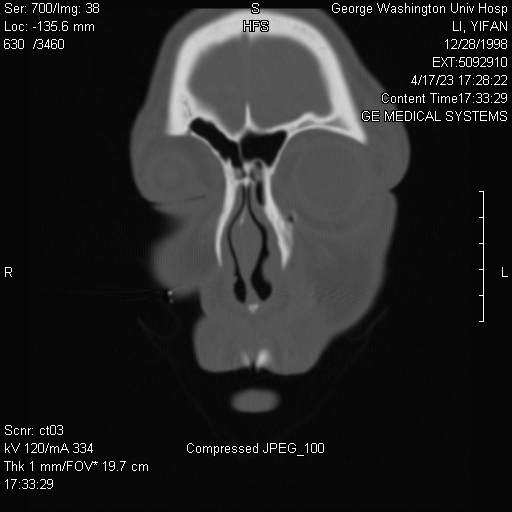 Ser: 700/Img: 38
Loc: -135.6 mm
630 /3460
S
HFS
George Washington Univ Hosp
LI, YIFAN
12/28/1998
EXT:5092910
4/17/23 17:28:22
Content Time17:33:29
GE MEDICAL SYSTEMS
R
L
Scnr: ct03
kV 120/mA 334
Thk 1 mm/FOV* 19.7 cm
17:33:29
Compressed JPEG_100